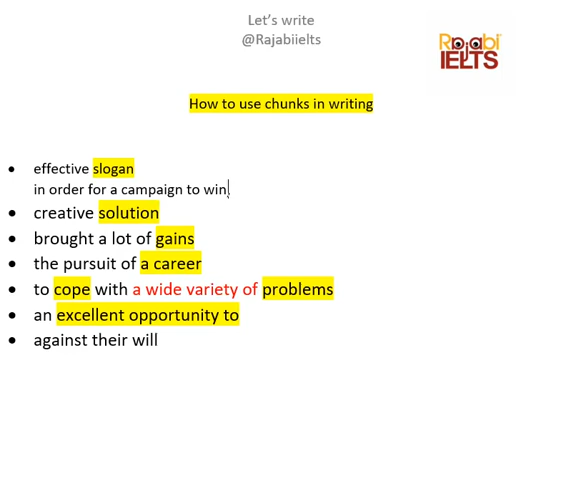 Let's write
@Rajabiielts
Rajabi
IELTS
How to use chunks in writing
• effective slogan
in order for a campaign to win
• creative solution
• brought a lot of gains
• the pursuit of a career
• to cope with a wide variety of problems
• an excellent opportunity to
• against their will